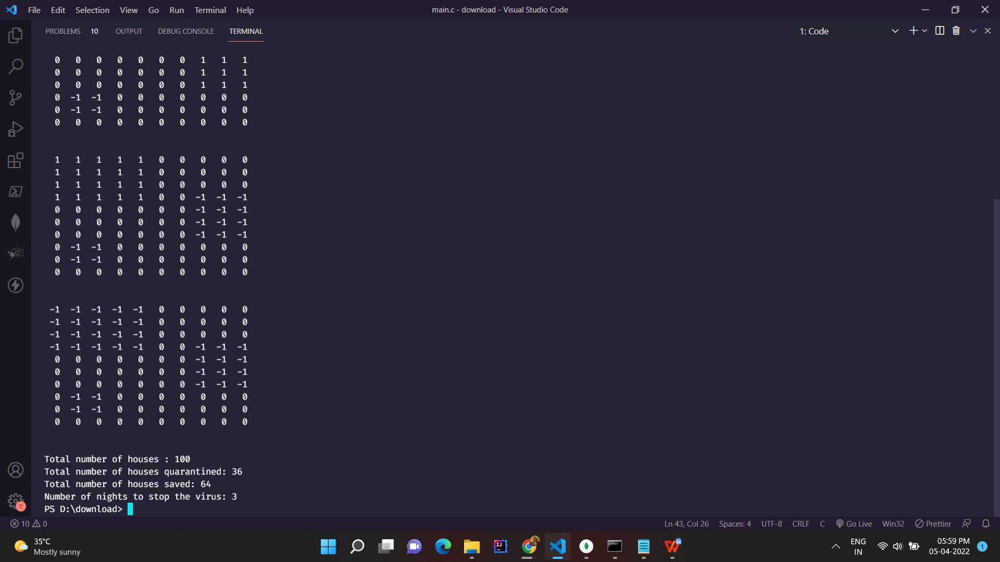 File Edit Selection View Go Run Terminal Help
main.c - download - Visual Studio Code
PROBLEMS 10 OUTPUT DEBUG CONSOLE TERMINAL
1: Code
0 0 0 0 0 0 0 1 1 1
0 0 0 0 0 0 0 1 1 1
0 0 0 0 0 0 0 1 1 1
0 -1 -1 0 0 0 0 0 0 0
0 -1 -1 0 0 0 0 0 0 0
0 0 0 0 0 0 0 0 0 0
1 1 1 1 1 0 0 0 0 0
1 1 1 1 1 0 0 0 0 0
1 1 1 1 1 0 0 0 0 0
1 1 1 1 1 0 0 -1 -1 -1
0 0 0 0 0 0 0 -1 -1 -1
0 0 0 0 0 0 0 -1 -1 -1
0 0 0 0 0 0 0 -1 -1 -1
0 -1 -1 0 0 0 0 0 0 0
0 -1 -1 0 0 0 0 0 0 0
0 0 0 0 0 0 0 0 0 0
-1 -1 -1 -1 -1 0 0 0 0 0
-1 -1 -1 -1 -1 0 0 0 0 0
-1 -1 -1 -1 -1 0 0 0 0 0
-1 -1 -1 -1 -1 0 0 -1 -1 -1
0 0 0 0 0 0 0 -1 -1 -1
0 0 0 0 0 0 0 -1 -1 -1
0 0 0 0 0 0 0 -1 -1 -1
0 -1 -1 0 0 0 0 0 0 0
0 -1 -1 0 0 0 0 0 0 0
0 0 0 0 0 0 0 0 0 0
Total number of houses : 100
Total number of houses quarantined: 36
Total number of houses saved: 64
Number of nights to stop the virus: 3
PS D:\download>
1
10 0
Ln 43, Col 26 Spaces: 4 UTF-8 CRLF C Go Live Win32 Prettier
35°C
Mostly sunny
IJ
W
ENG
IN
05:59 PM
05-04-2022
1